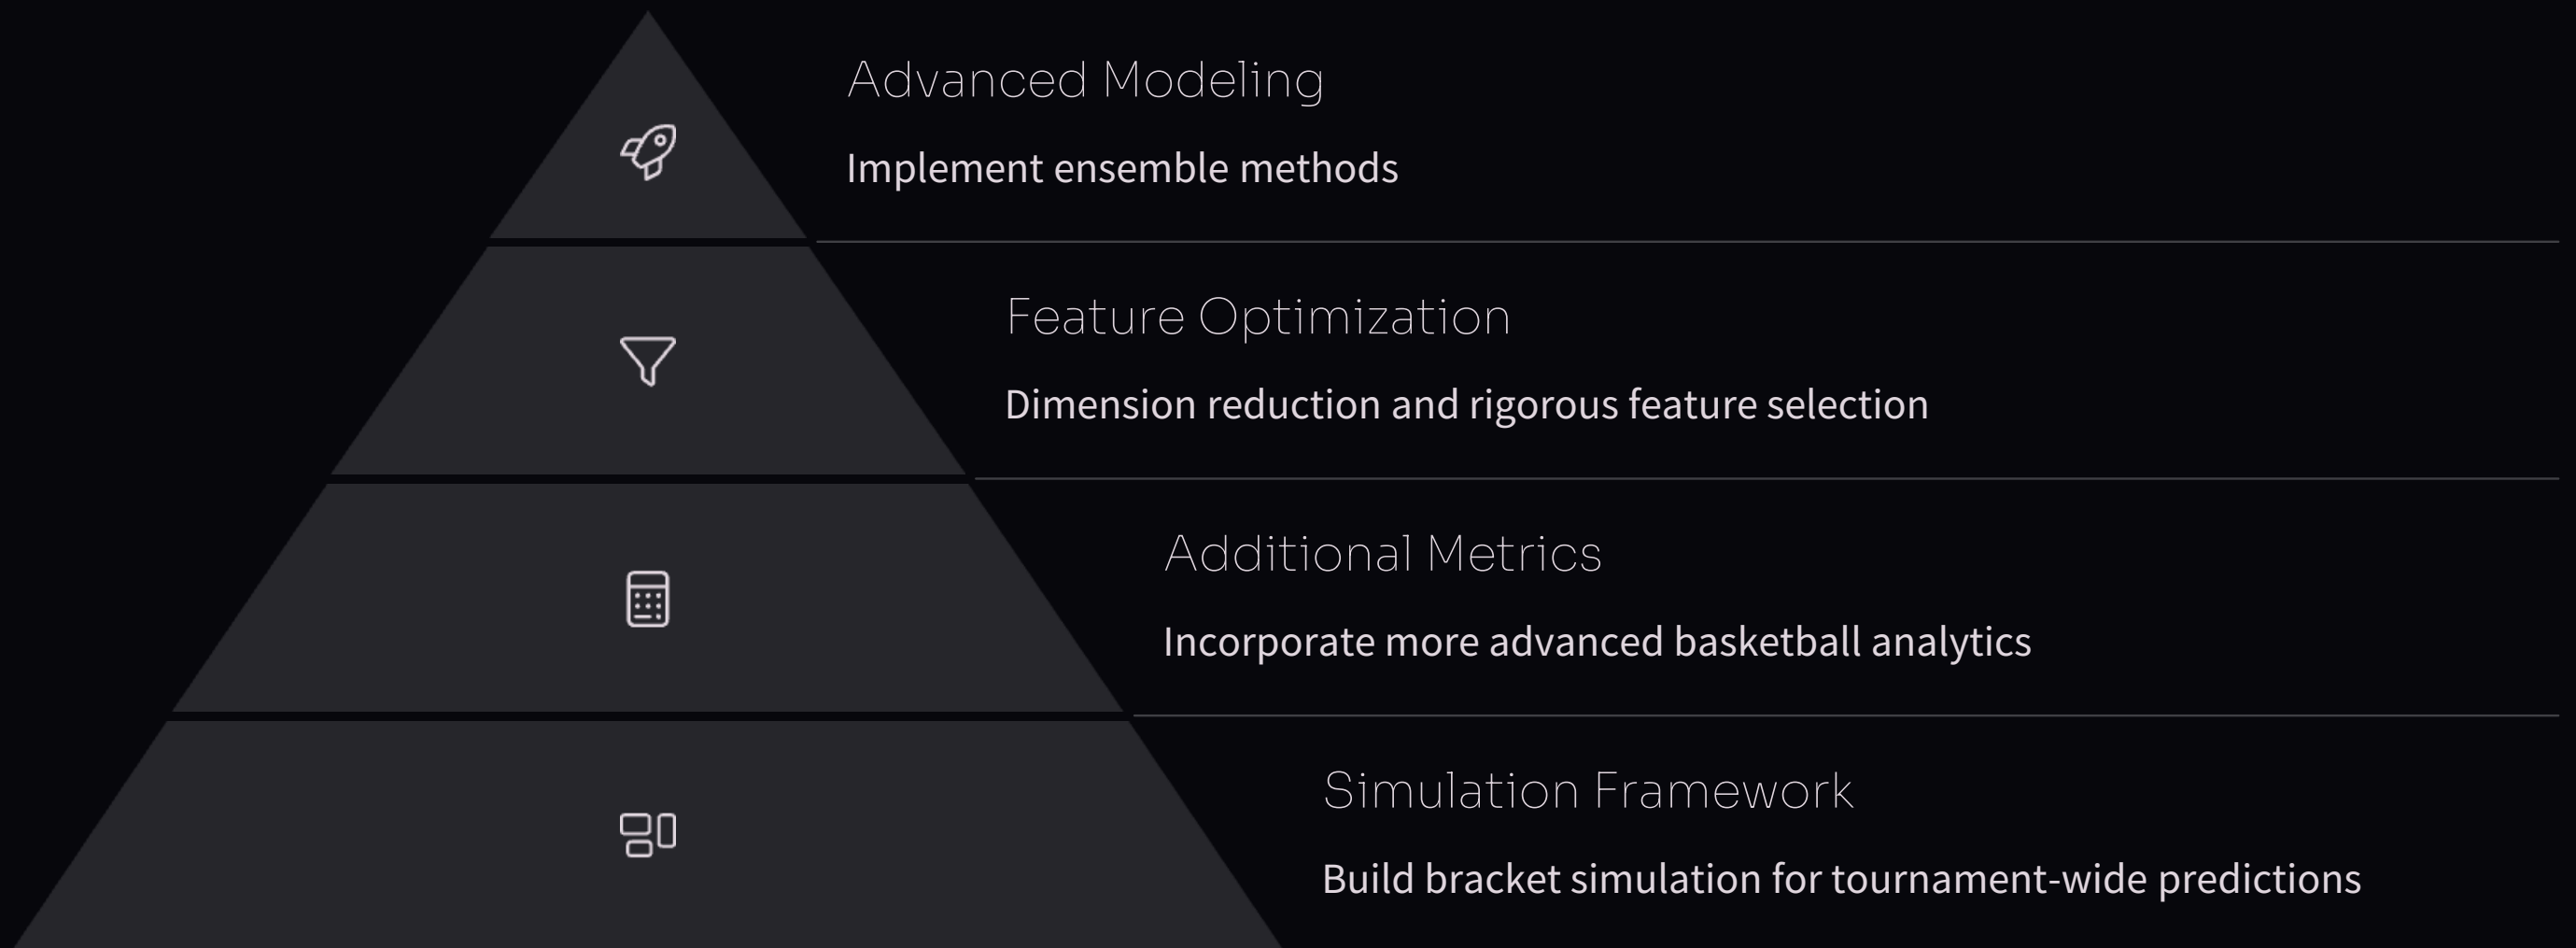 Advanced Modeling
Implement ensemble methods
Feature Optimization
Dimension reduction and rigorous feature selection
Additional Metrics
Incorporate more advanced basketball analytics
Simulation Framework
Build bracket simulation for tournament-wide predictions